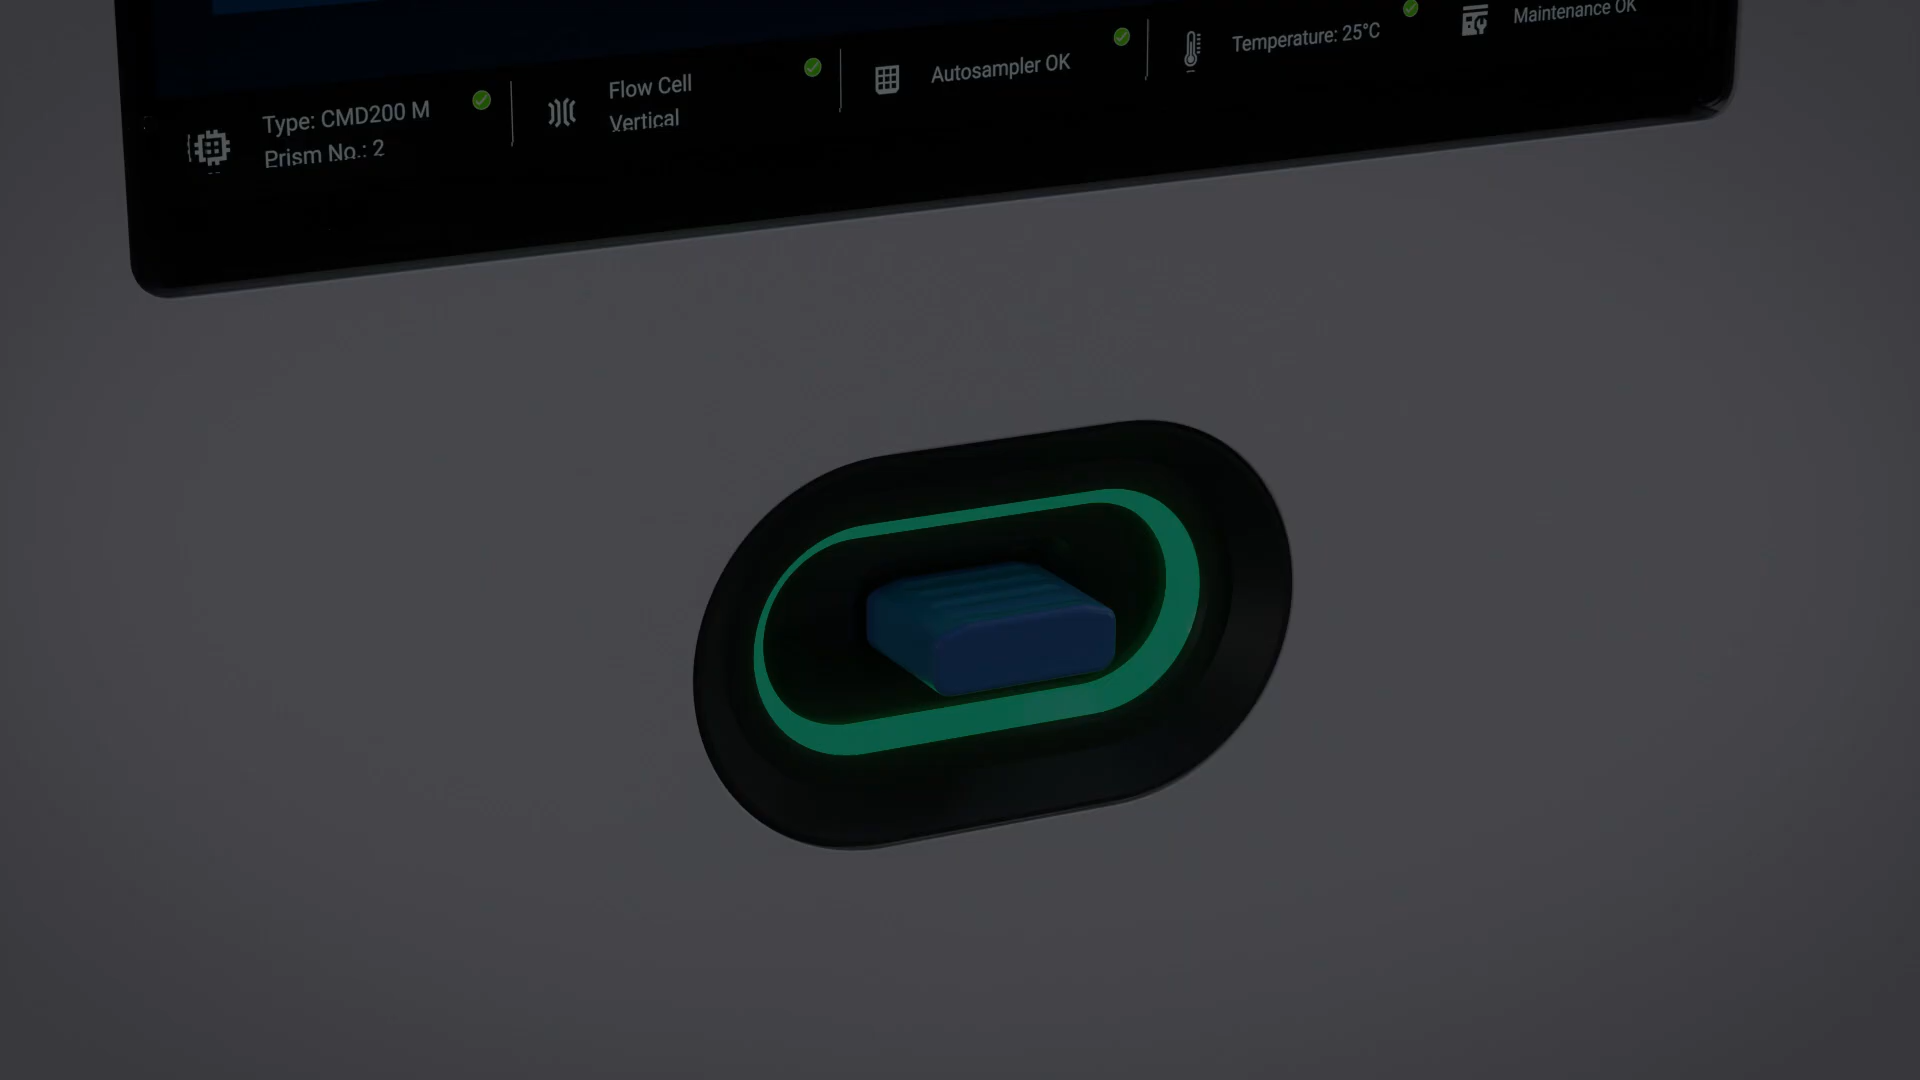 Type: CMD200 M
Prism No.: 2
Flow Cell
Vertical
Autosampler OK
Temperature: 25°C
Maintenance OK